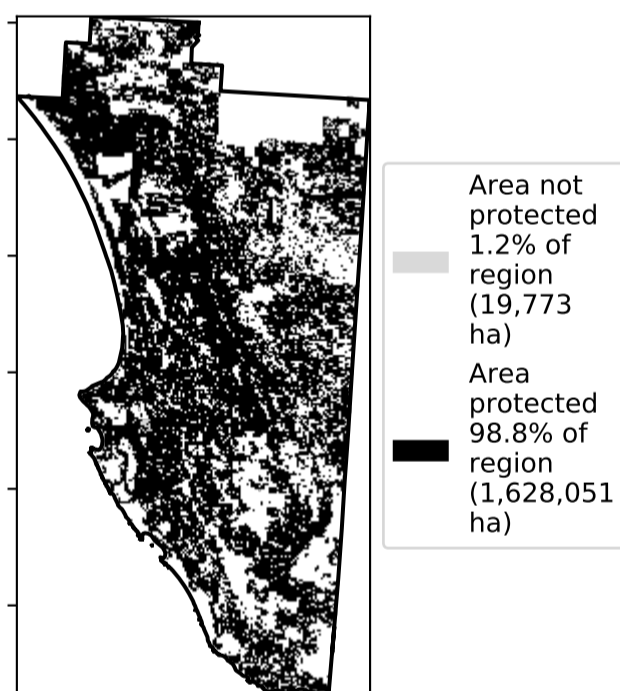 Area not
protected
1.2% of
region
(19,773
ha)
Area
protected
98.8% of
region
(1,628,051
ha)